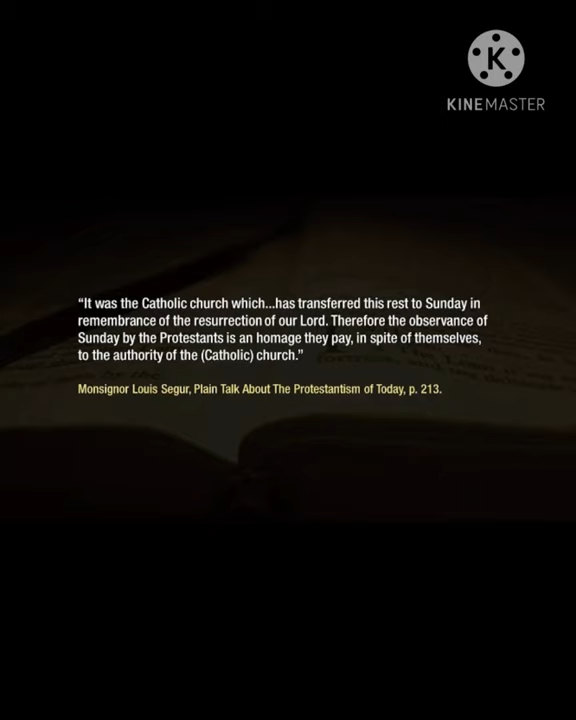 KINEMASTER
“It was the Catholic church which...has transferred this rest to Sunday in
remembrance of the resurrection of our Lord. Therefore the observance of
Sunday by the Protestants is an homage they pay, in spite of themselves,
to the authority of the (Catholic) church.”
Monsignor Louis Segur, Plain Talk About The Protestantism of Today, p. 213.